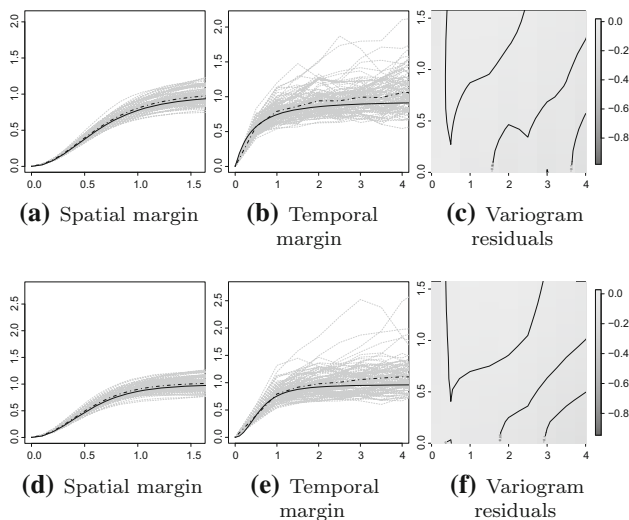 2.0
1.5
1.0
0.5
0.0
0.0 0.5 1.0 1.5
(a) Spatial margin
2.0
1.5
1.0
0.5
0.0
0 1 2 3 4
(b) Temporal
margin
1.5
1.0
0.5
0.0
0 1 2 3 4
0.0
−0.2
−0.4
−0.6
−0.8
(c) Variogram
residuals
2.5
2.0
1.5
1.0
0.5
0.0
0.0 0.5 1.0 1.5
(d) Spatial margin
2.5
2.0
1.5
1.0
0.5
0.0
0 1 2 3 4
(e) Temporal
margin
1.5
1.0
0.5
0.0
0 1 2 3 4
0.0
−0.2
−0.4
−0.6
−0.8
(f) Variogram
residuals